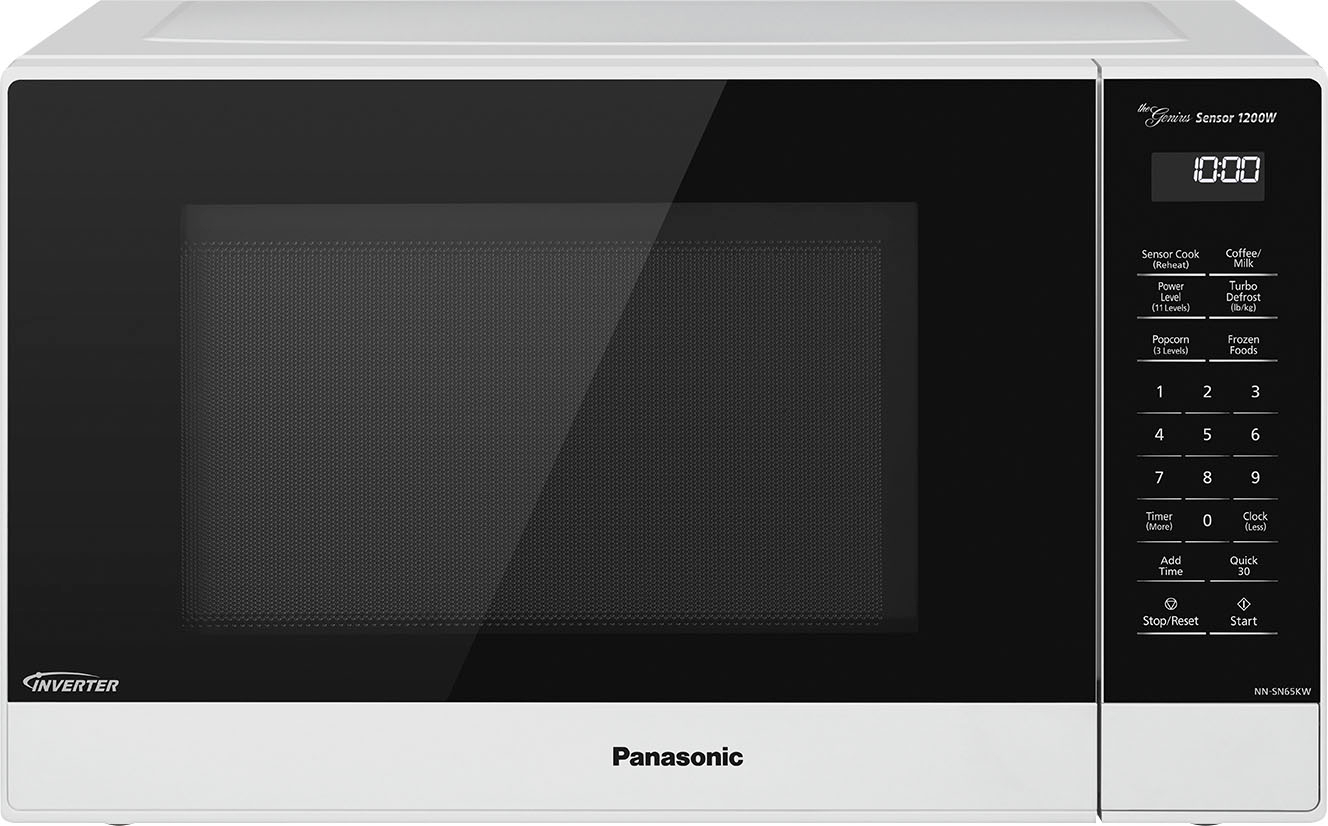 the Genius Sensor 1200W
10:00
Sensor Cook
(Reheat)
Coffee/
Milk
Power
Level
(11 Levels)
Turbo
Defrost
(lb/kg)
Popcorn
(3 Levels)
Frozen
Foods
1 2 3
4 5 6
7 8 9
Timer
(More)
0
Clock
(Less)
Add
Time
Quick
30
Stop/Reset
Start
INVERTER
NN-SN65KW
Panasonic